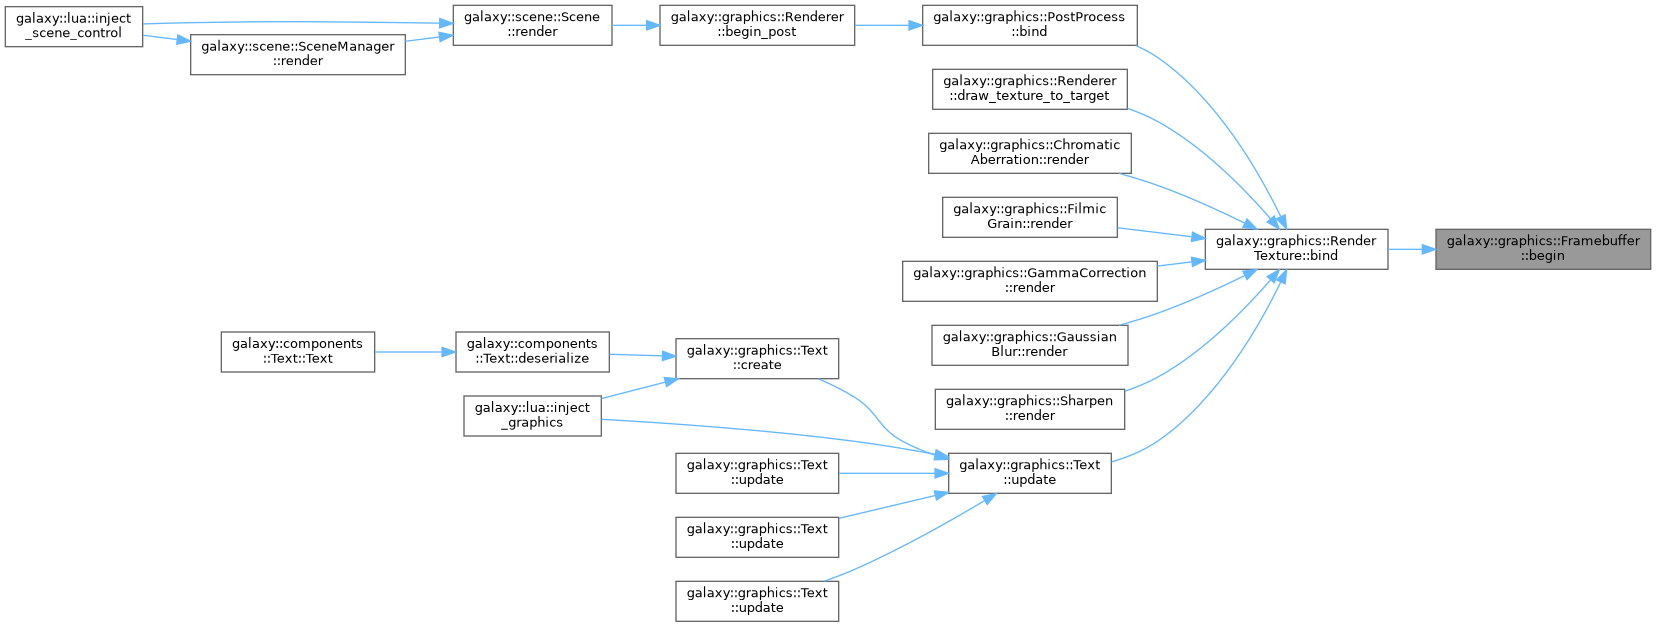 galaxy::lua::inject
_scene_control
galaxy::scene::SceneManager
::render
galaxy::scene::Scene
::render
galaxy::graphics::Renderer
::begin_post
galaxy::graphics::PostProcess
::bind
galaxy::graphics::Renderer
::draw_texture_to_target
galaxy::graphics::Chromatic
Aberration::render
galaxy::graphics::Filmic
Grain::render
galaxy::graphics::GammaCorrection
::render
galaxy::graphics::Gaussian
Blur::render
galaxy::graphics::Sharpen
::render
galaxy::graphics::Render
Texture::bind
galaxy::graphics::Framebuffer
::begin
galaxy::components
::Text::Text
galaxy::components
::Text::deserialize
galaxy::graphics::Text
::create
galaxy::lua::inject
_graphics
galaxy::graphics::Text
::update
galaxy::graphics::Text
::update
galaxy::graphics::Text
::update
galaxy::graphics::Text
::update